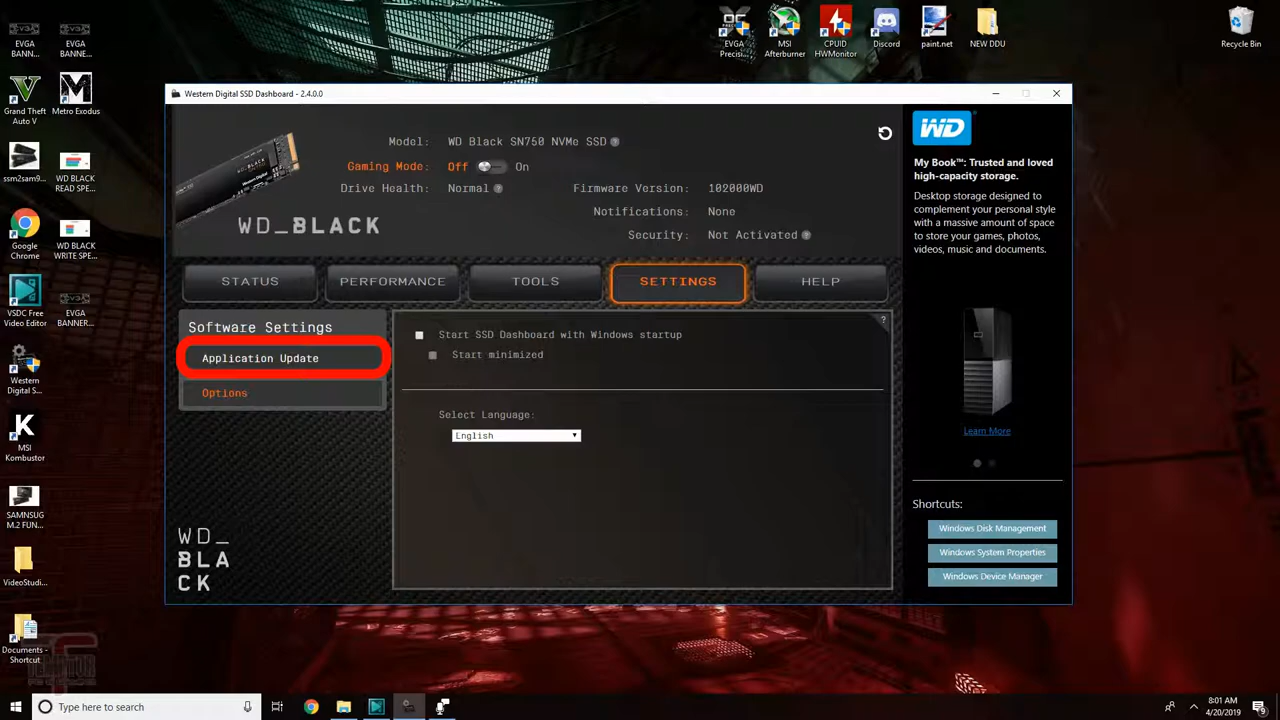 EVGA
BANN...
EVGA
BANNE...
EVGA
Precisi...
MSI
Afterburner
CPUID
HWMonitor
Discord
paint.net
NEW DDU
Recycle Bin
Grand Theft
Auto V
Metro Exodus
ssm2sam9...
WD BLACK
READ SPE...
Google
Chrome
WD BLACK
WRITE SPE...
VSDC Free
Video Editor
EVGA
BANNER...
Western
Digital S...
MSI
Kombustor
SAMNSUG
M.2 FUN...
VideoStudi...
Documents -
Shortcut
Western Digital SSD Dashboard - 2.4.0.0
Model: WD Black SN750 NVMe SSD
Gaming Mode: Off On
Drive Health: Normal
Firmware Version: 102000WD
Notifications: None
Security: Not Activated
WD_BLACK
STATUS
PERFORMANCE
TOOLS
SETTINGS
HELP
Software Settings
Application Update
Options
Start SSD Dashboard with Windows startup
Start minimized
Select Language:
English
WD_
BLA
CK
WD
My Book™: Trusted and loved
high-capacity storage.
Desktop storage designed to
complement your personal style
with a massive amount of space
to store your games, photos,
videos, music and documents.
Learn More
Shortcuts:
Windows Disk Management
Windows System Properties
Windows Device Manager
Type here to search
8:01 AM
4/20/2019